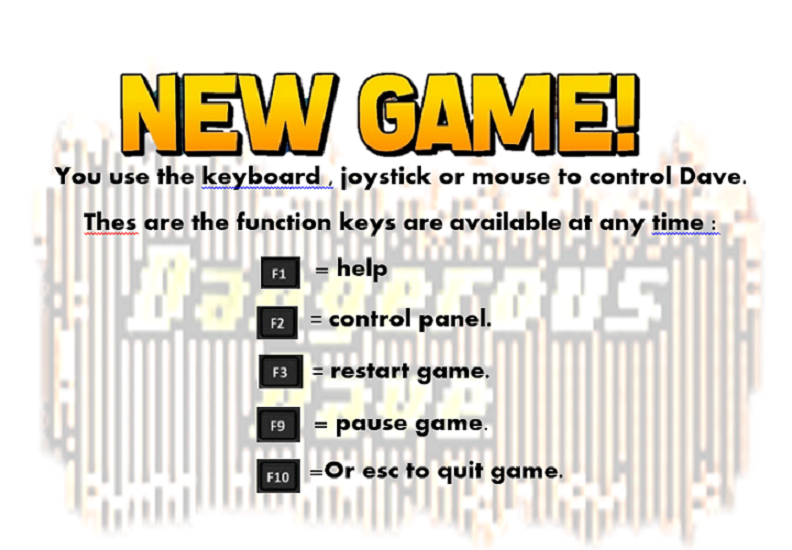 NEW GAME!
You use the keyboard , joystick or mouse to control Dave.
Thes are the function keys are available at any time :
F1 = help
F2 = control panel.
F3 = restart game.
F9 = pause game.
F10 =Or esc to quit game.
Dangerous
Dave